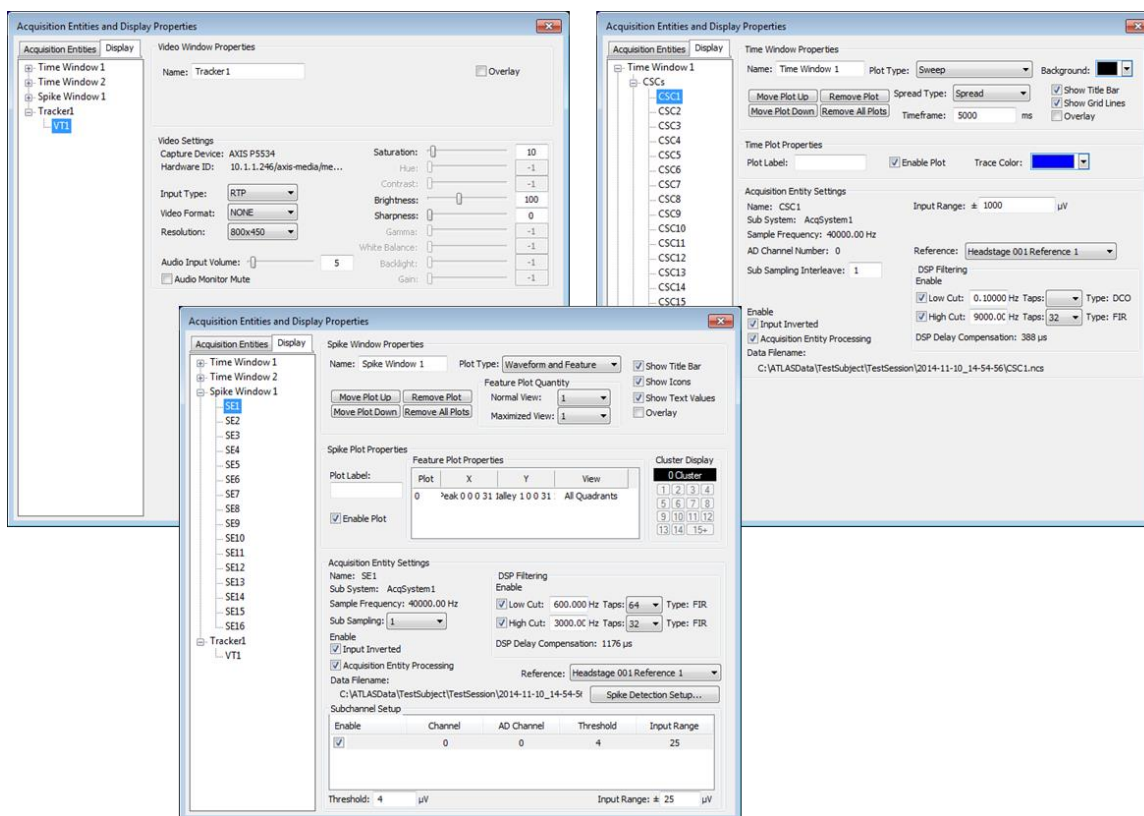 Acquisition Entities and Display Properties
Acquisition Entities Display
Time Window 1
Time Window 2
Spike Window 1
Tracker1
VT1
Video Window Properties
Name: Tracker1 Overlay
Video Settings
Capture Device: AXIS P5534
Hardware ID: 10.1.1.246/axis-media/me...
Input Type: RTP
Video Format: NONE
Resolution: 800x450
Audio Input Volume: 5
Audio Monitor Mute
Saturation: 10
Hue: -1
Contrast: -1
Brightness: 100
Sharpness: 0
Gamma: -1
White Balance: -1
Backlight: -1
Gain: -1
Acquisition Entities and Display Properties
Acquisition Entities Display
Time Window 1
CSCs
CSC1
CSC2
CSC3
CSC4
CSC5
CSC6
CSC7
CSC8
CSC9
CSC10
CSC11
CSC12
CSC13
CSC14
CSC15
Time Window Properties
Name: Time Window 1 Plot Type: Sweep Background:
Move Plot Up Remove Plot Spread Type: Spread Show Title Bar
Show Grid Lines
Move Plot Down Remove All Plots Timeframe: 5000 ms Overlay
Time Plot Properties
Plot Label: Enable Plot Trace Color:
Acquisition Entity Settings
Name: CSC1 Input Range: ± 1000 µV
Sub System: AcqSystem1
Sample Frequency: 40000.00 Hz
AD Channel Number: 0 Reference: Headstage 001 Reference 1
Sub Sampling Interleave: 1 DSP Filtering
Enable
Low Cut: 0.10000 Hz Taps: Type: DCO
Enable
High Cut: 9000.0C Hz Taps: 32 Type: FIR
Input Inverted
Acquisition Entity Processing DSP Delay Compensation: 388 µs
Data Filename:
C:\ATLASData\TestSubject\TestSession\2014-11-10_14-54-56\CSC1.ncs
Acquisition Entities and Display Properties
Acquisition Entities Display
Time Window 1
Time Window 2
Spike Window 1
SE1
SE2
SE3
SE4
SE5
SE6
SE7
SE8
SE9
SE10
SE11
SE12
SE13
SE14
SE15
SE16
Tracker1
VT1
Spike Window Properties
Name: Spike Window 1 Plot Type: Waveform and Feature Show Title Bar
Feature Plot Quantity Show Icons
Move Plot Up Remove Plot Normal View: 1 Show Text Values
Move Plot Down Remove All Plots Maximized View: 1 Overlay
Spike Plot Properties
Feature Plot Properties Cluster Display
Plot Label: Plot X Y View 0 Cluster
0 Peak 0 0 0 31 Valley 1 0 0 31 : All Quadrants
Enable Plot
1 2 3 4
5 6 7 8
9 10 11 12
13 14 15+
Acquisition Entity Settings
Name: SE1 DSP Filtering
Sub System: AcqSystem1 Enable
Sample Frequency: 40000.00 Hz Low Cut: 600.000 Hz Taps: 64 Type: FIR
Sub Sampling: 1 High Cut: 3000.0C Hz Taps: 32 Type: FIR
Enable
Input Inverted DSP Delay Compensation: 1176 µs
Acquisition Entity Processing Reference: Headstage 001 Reference 1
Data Filename:
C:\ATLASData\TestSubject\TestSession\2014-11-10_14-54-5 Spike Detection Setup...
Subchannel Setup
Enable Channel AD Channel Threshold Input Range
0 0 4 25
Threshold: 4 µV Input Range: ± 25 µV